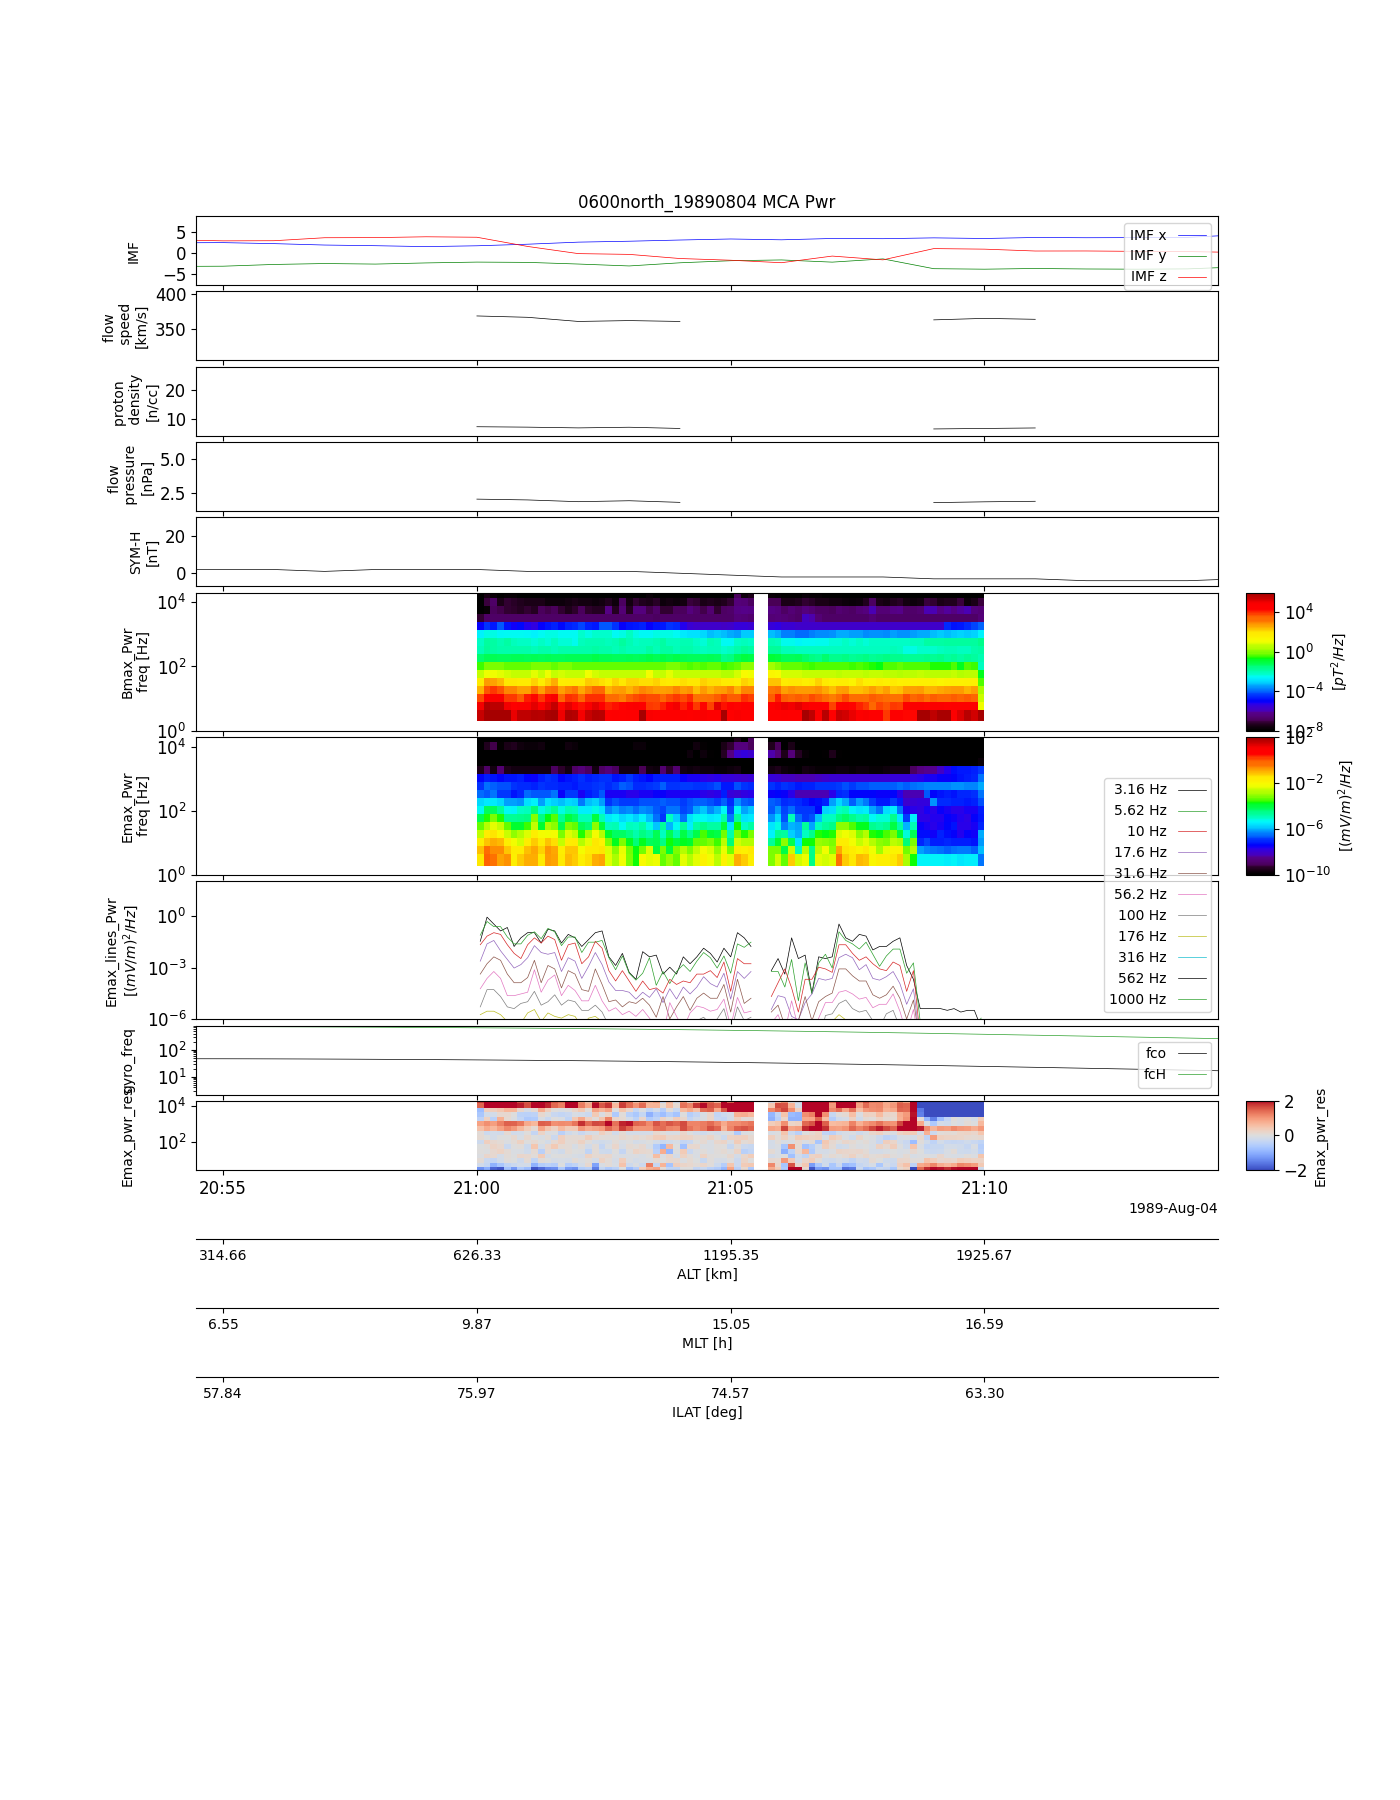 0600north_19890804 MCA Pwr
IMF
5
0
−5
IMF x
IMF y
IMF z
flow
speed
[km/s]
400
350
proton
density
[n/cc]
20
10
flow
pressure
[nPa]
5.0
2.5
SYM-H
[nT]
20
0
Bmax_Pwr
freq [Hz]
10^4
10^2
10^0
10^4
10^0
10^−4
10^−8
[pT^2/Hz]
Emax_Pwr
freq [Hz]
10^4
10^2
10^0
10^2
10^−2
10^−6
10^−10
[(mV/m)^2/Hz]
3.16 Hz
5.62 Hz
10 Hz
17.6 Hz
31.6 Hz
56.2 Hz
100 Hz
176 Hz
316 Hz
562 Hz
1000 Hz
Emax_lines_Pwr
[(mV/m)^2/Hz]
10^0
10^−3
10^−6
gyro_freq
10^2
10^1
fco
fcH
Emax_pwr_res
10^4
10^2
2
0
−2
Emax_pwr_res
20:55 21:00 21:05 21:10
1989-Aug-04
314.66 626.33 1195.35 1925.67
ALT [km]
6.55 9.87 15.05 16.59
MLT [h]
57.84 75.97 74.57 63.30
ILAT [deg]